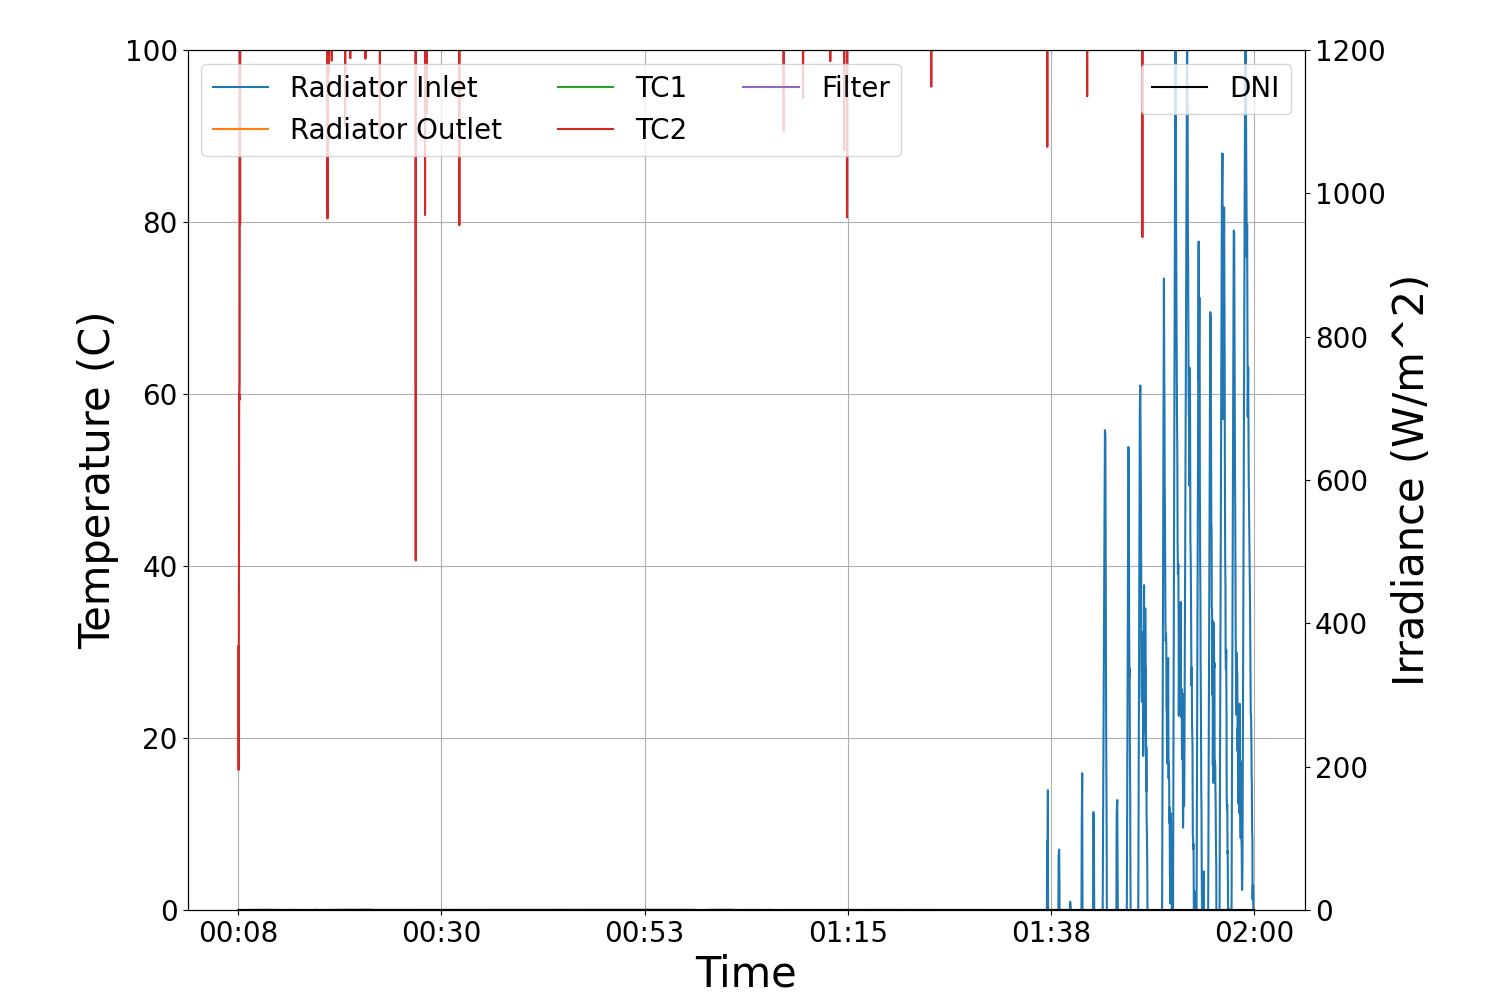 100
80
60
40
20
0
Temperature (C)
Radiator Inlet
Radiator Outlet
TC1
TC2
Filter
DNI
1200
1000
800
600
400
200
0
Irradiance (W/m^2)
00:08 00:30 00:53 01:15 01:38 02:00
Time